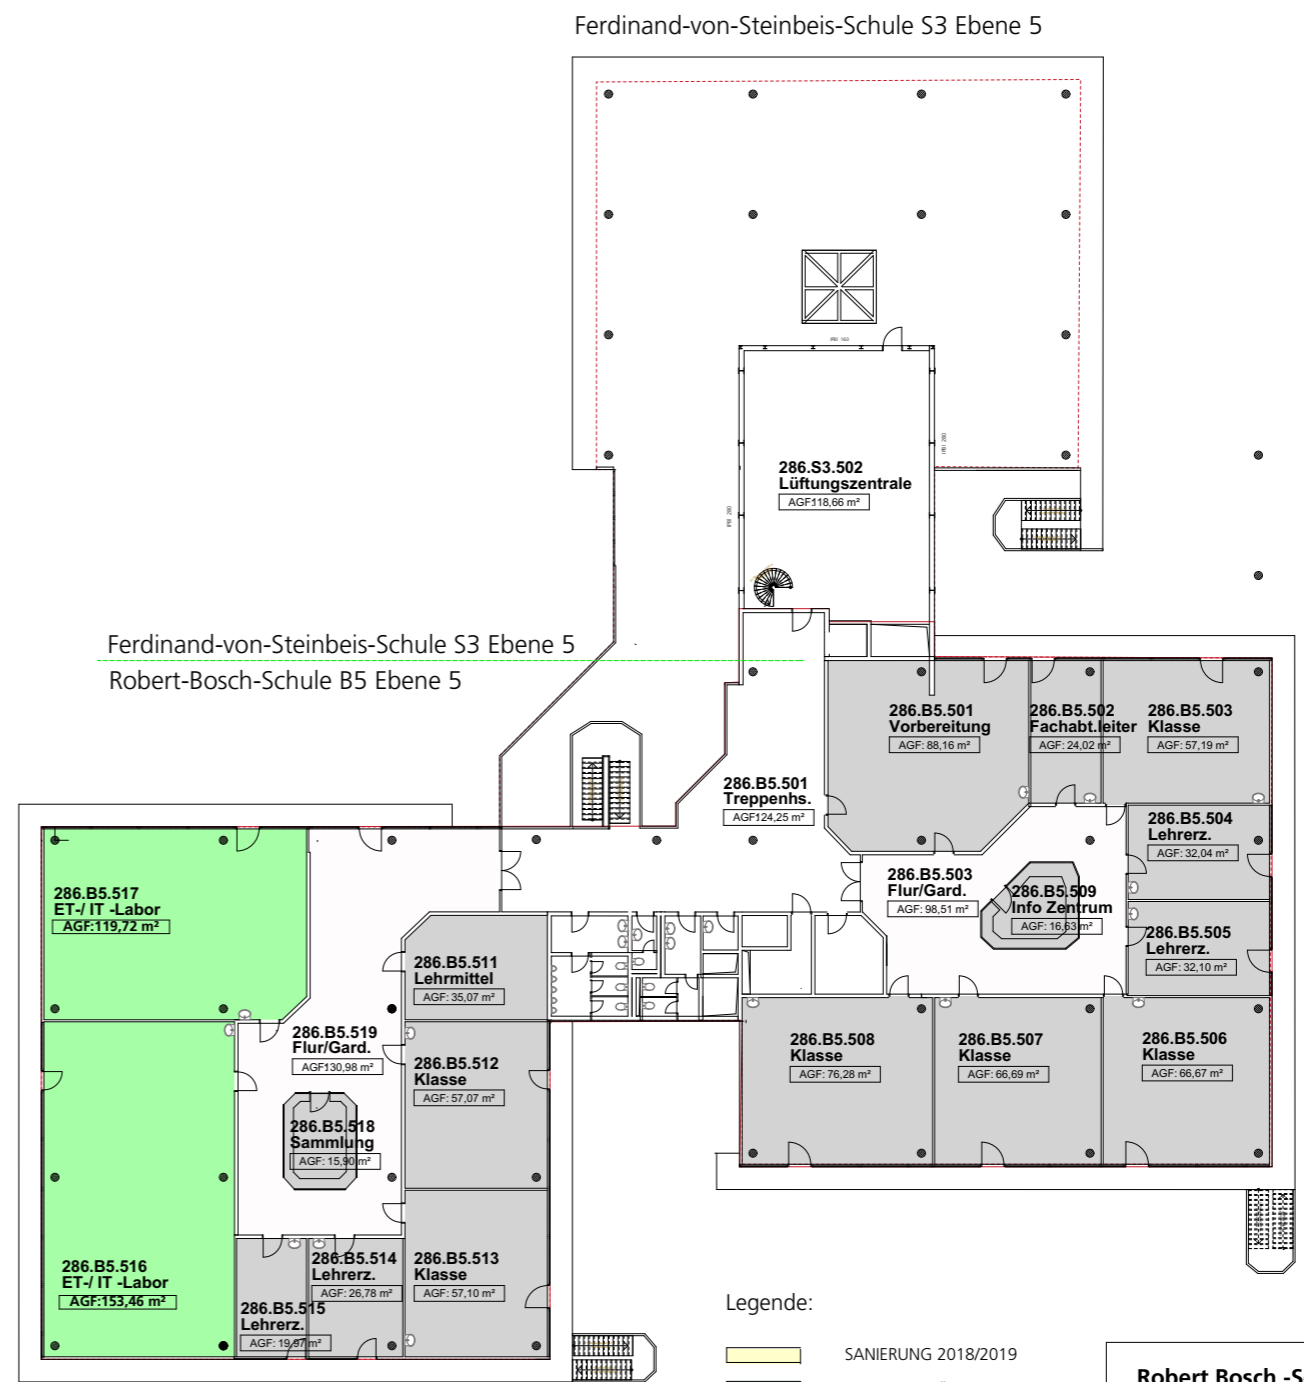 Ferdinand-von-Steinbeis-Schule S3 Ebene 5
IPBl 160
IPBl 280
286.S3.502
Lüftungszentrale
AGF:118,66 m²
IPBl 280
Ferdinand-von-Steinbeis-Schule S3 Ebene 5
Robert-Bosch-Schule B5 Ebene 5
286.B5.501
Vorbereitung
AGF: 88,16 m²
286.B5.502
Fachabt.leiter
AGF: 24,02 m²
286.B5.503
Klasse
AGF: 57,19 m²
286.B5.501
Treppenhs.
AGF124,25 m²
286.B5.504
Lehrerz.
AGF: 32,04 m²
286.B5.503
Flur/Gard.
AGF: 98,51 m²
286.B5.509
Info Zentrum
AGF: 16,63 m²
286.B5.505
Lehrerz.
AGF: 32,10 m²
286.B5.517
ET-/ IT -Labor
AGF:119,72 m²
286.B5.511
Lehrmittel
AGF: 35,07 m²
286.B5.519
Flur/Gard.
AGF130,98 m²
286.B5.512
Klasse
AGF: 57,07 m²
286.B5.508
Klasse
AGF: 76,28 m²
286.B5.507
Klasse
AGF: 66,69 m²
286.B5.506
Klasse
AGF: 66,67 m²
286.B5.518
Sammlung
AGF: 15,90 m²
286.B5.516
ET-/ IT -Labor
AGF:153,46 m²
286.B5.515
Lehrerz.
AGF: 19,97 m²
286.B5.514
Lehrerz.
AGF: 26,78 m²
286.B5.513
Klasse
AGF: 57,10 m²
Legende:
SANIERUNG 2018/2019
Robert Bosch -S